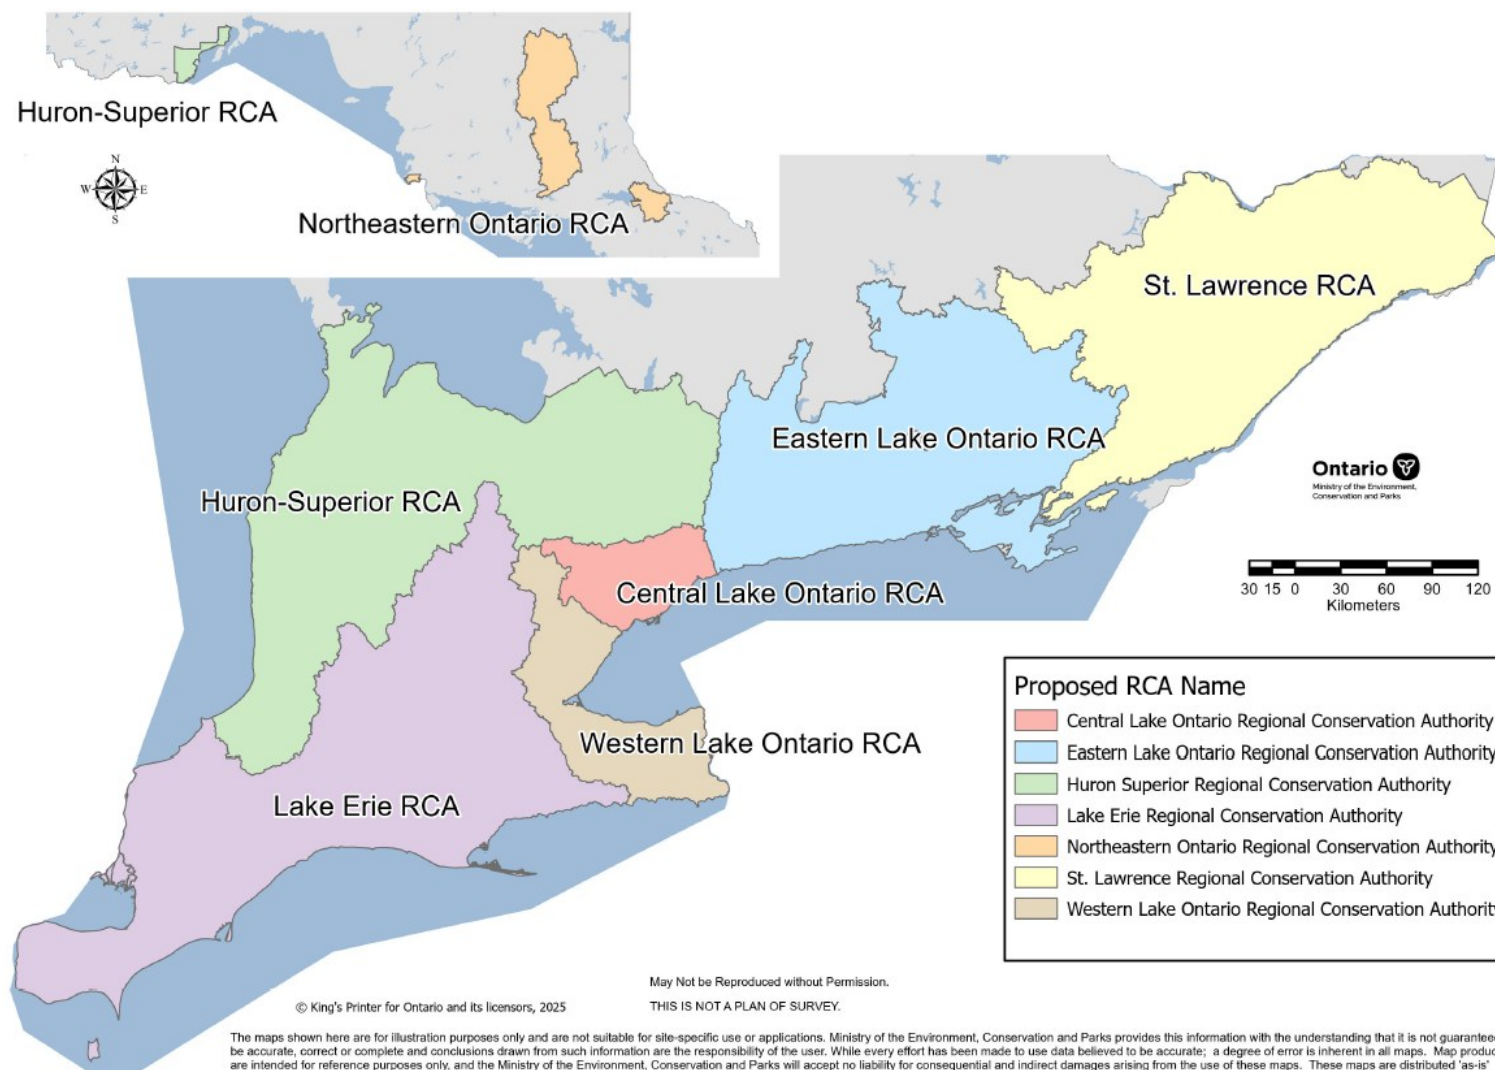 Huron-Superior RCA
N
W E
S
Northeastern Ontario RCA
St. Lawrence RCA
Eastern Lake Ontario RCA
Huron-Superior RCA
Ontario
Ministry of the Environment,
Conservation and Parks
Central Lake Ontario RCA
30 15 0 30 60 90 120
Kilometers
Western Lake Ontario RCA
Lake Erie RCA
Proposed RCA Name
Central Lake Ontario Regional Conservation Authority
Eastern Lake Ontario Regional Conservation Authority
Huron Superior Regional Conservation Authority
Lake Erie Regional Conservation Authority
Northeastern Ontario Regional Conservation Authority
St. Lawrence Regional Conservation Authority
Western Lake Ontario Regional Conservation Authorit
May Not be Reproduced without Permission.
© King's Printer for Ontario and its licensors, 2025
THIS IS NOT A PLAN OF SURVEY.
The maps shown here are for illustration purposes only and are not suitable for site-specific use or applications. Ministry of the Environment, Conservation and Parks provides this information with the understanding that it is not guarantee
be accurate, correct or complete and conclusions drawn from such information are the responsibility of the user. While every effort has been made to use data believed to be accurate; a degree of error is inherent in all maps. Map produc
are intended for reference purposes only, and the Ministry of the Environment, Conservation and Parks will accept no liability for consequential and indirect damages arising from the use of these maps. These maps are distributed 'as-is'